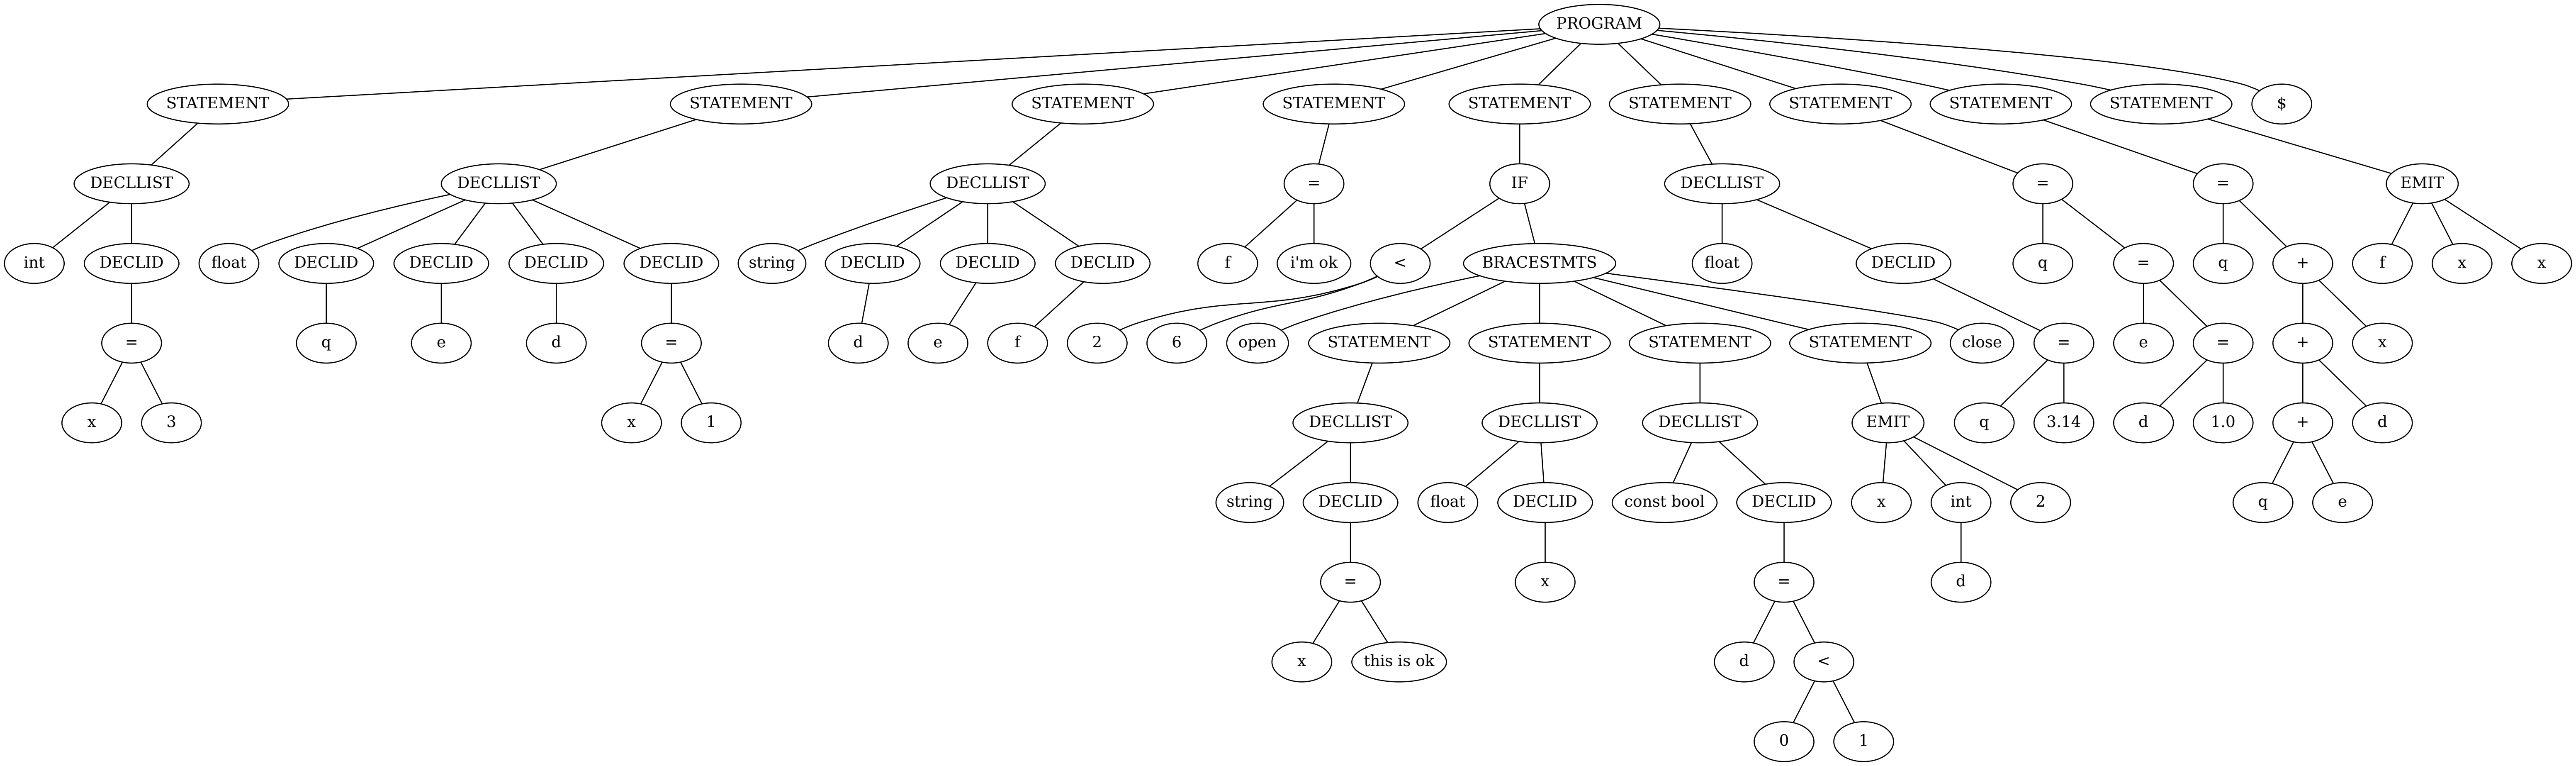 PROGRAM
STATEMENT STATEMENT STATEMENT STATEMENT STATEMENT STATEMENT STATEMENT STATEMENT STATEMENT $
DECLLIST DECLLIST DECLLIST = IF DECLLIST = = EMIT
int DECLID float DECLID DECLID DECLID DECLID string DECLID DECLID DECLID f i'm ok < BRACESTMTS float DECLID q = q + f x x
= q e d = d e f 2 6 open STATEMENT STATEMENT STATEMENT STATEMENT close = e = + x
x 3 x 1 DECLLIST DECLLIST DECLLIST EMIT q 3.14 d 1.0 + d
string DECLID float DECLID const bool DECLID x int 2 q e
= x = d
x this is ok d <
0 1